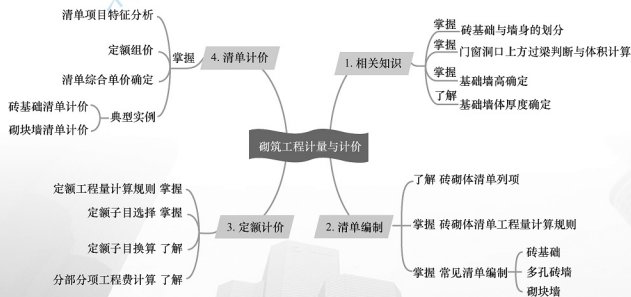 砌筑工程计量与计价
1. 相关知识
掌握 砖基础与墙身的划分
掌握 门窗洞口上方过梁判断与体积计算
掌握 基础墙高确定
了解 基础墙体厚度确定
2. 清单编制
了解 砖砌体清单列项
掌握 砖砌体清单工程量计算规则
掌握 常见清单编制
砖基础
多孔砖墙
砌块墙
3. 定额计价
定额工程量计算规则 掌握
定额子目选择 掌握
定额子目换算 了解
分部分项工程费计算 了解
4. 清单计价
掌握
清单项目特征分析
定额组价
清单综合单价确定
典型实例
砖基础清单计价
砌块墙清单计价